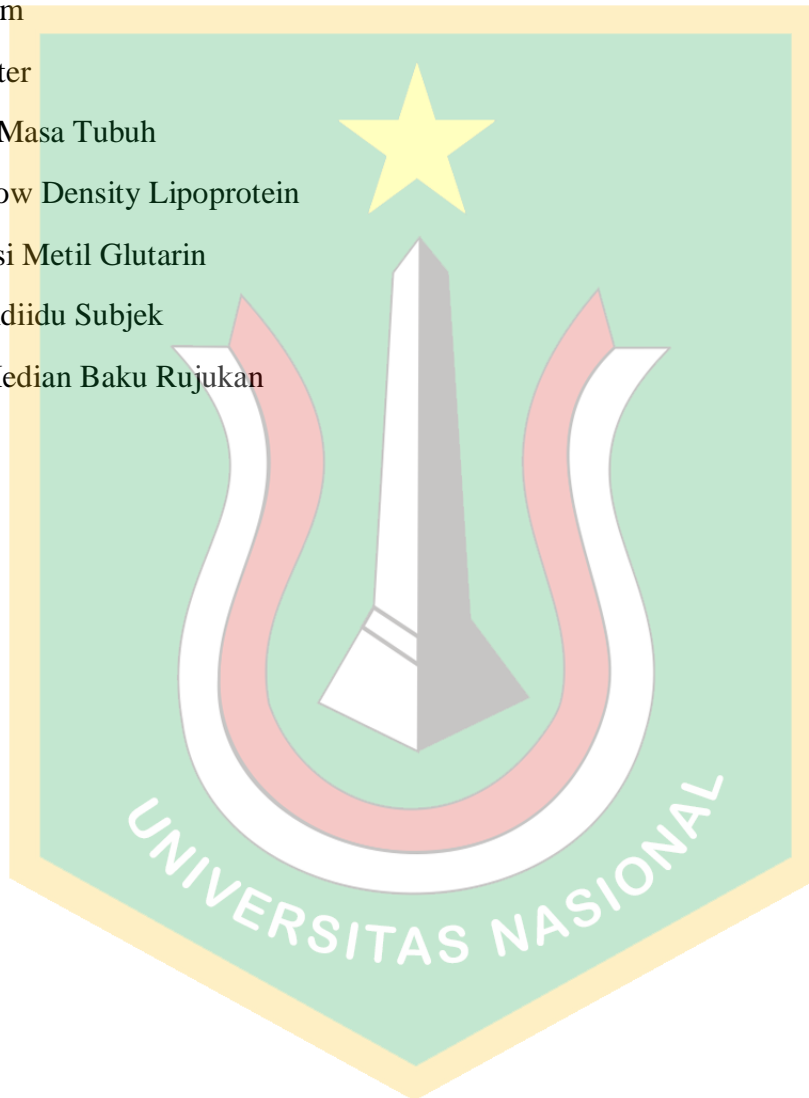 m
ter
Masa Tubuh
ow Density Lipoprotein
si Metil Glutarin
diidu Subjek
Median Baku Rujukan
UNIVERSITAS NASIONAL